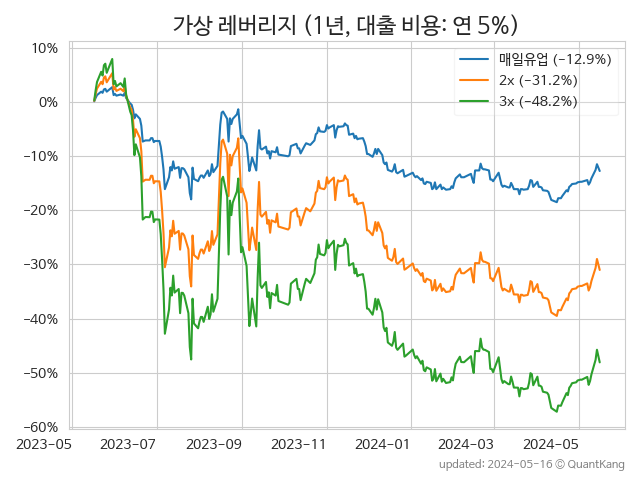 가상 레버리지 (1년, 대출 비용: 연 5%)
매일유업 (-12.9%)
2x (-31.2%)
3x (-48.2%)
10%
0%
−10%
−20%
−30%
−40%
−50%
−60%
2023-05 2023-07 2023-09 2023-11 2024-01 2024-03 2024-05
updated: 2024-05-16 © QuantKang